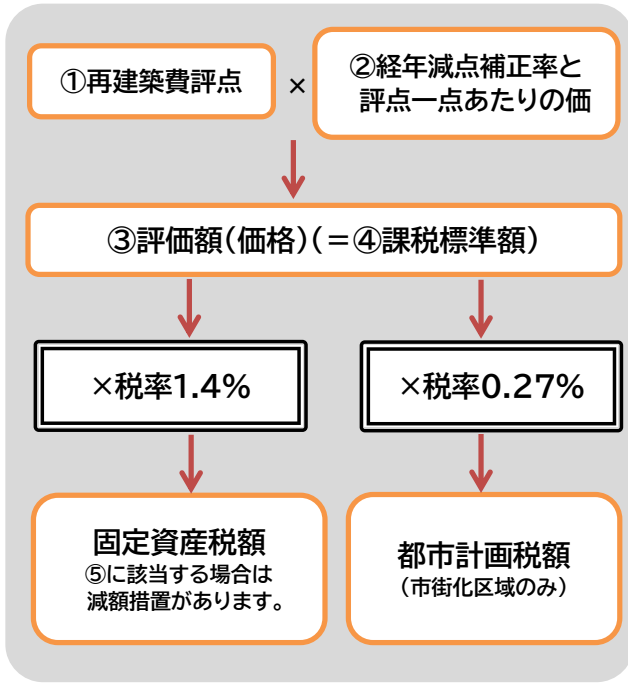 ①再建築費評点
×
②経年減点補正率と
評点一点あたりの価
③評価額(価格)(=④課税標準額)
×税率1.4%
×税率0.27%
固定資産税額
⑤に該当する場合は
減額措置があります。
都市計画税額
(市街化区域のみ)